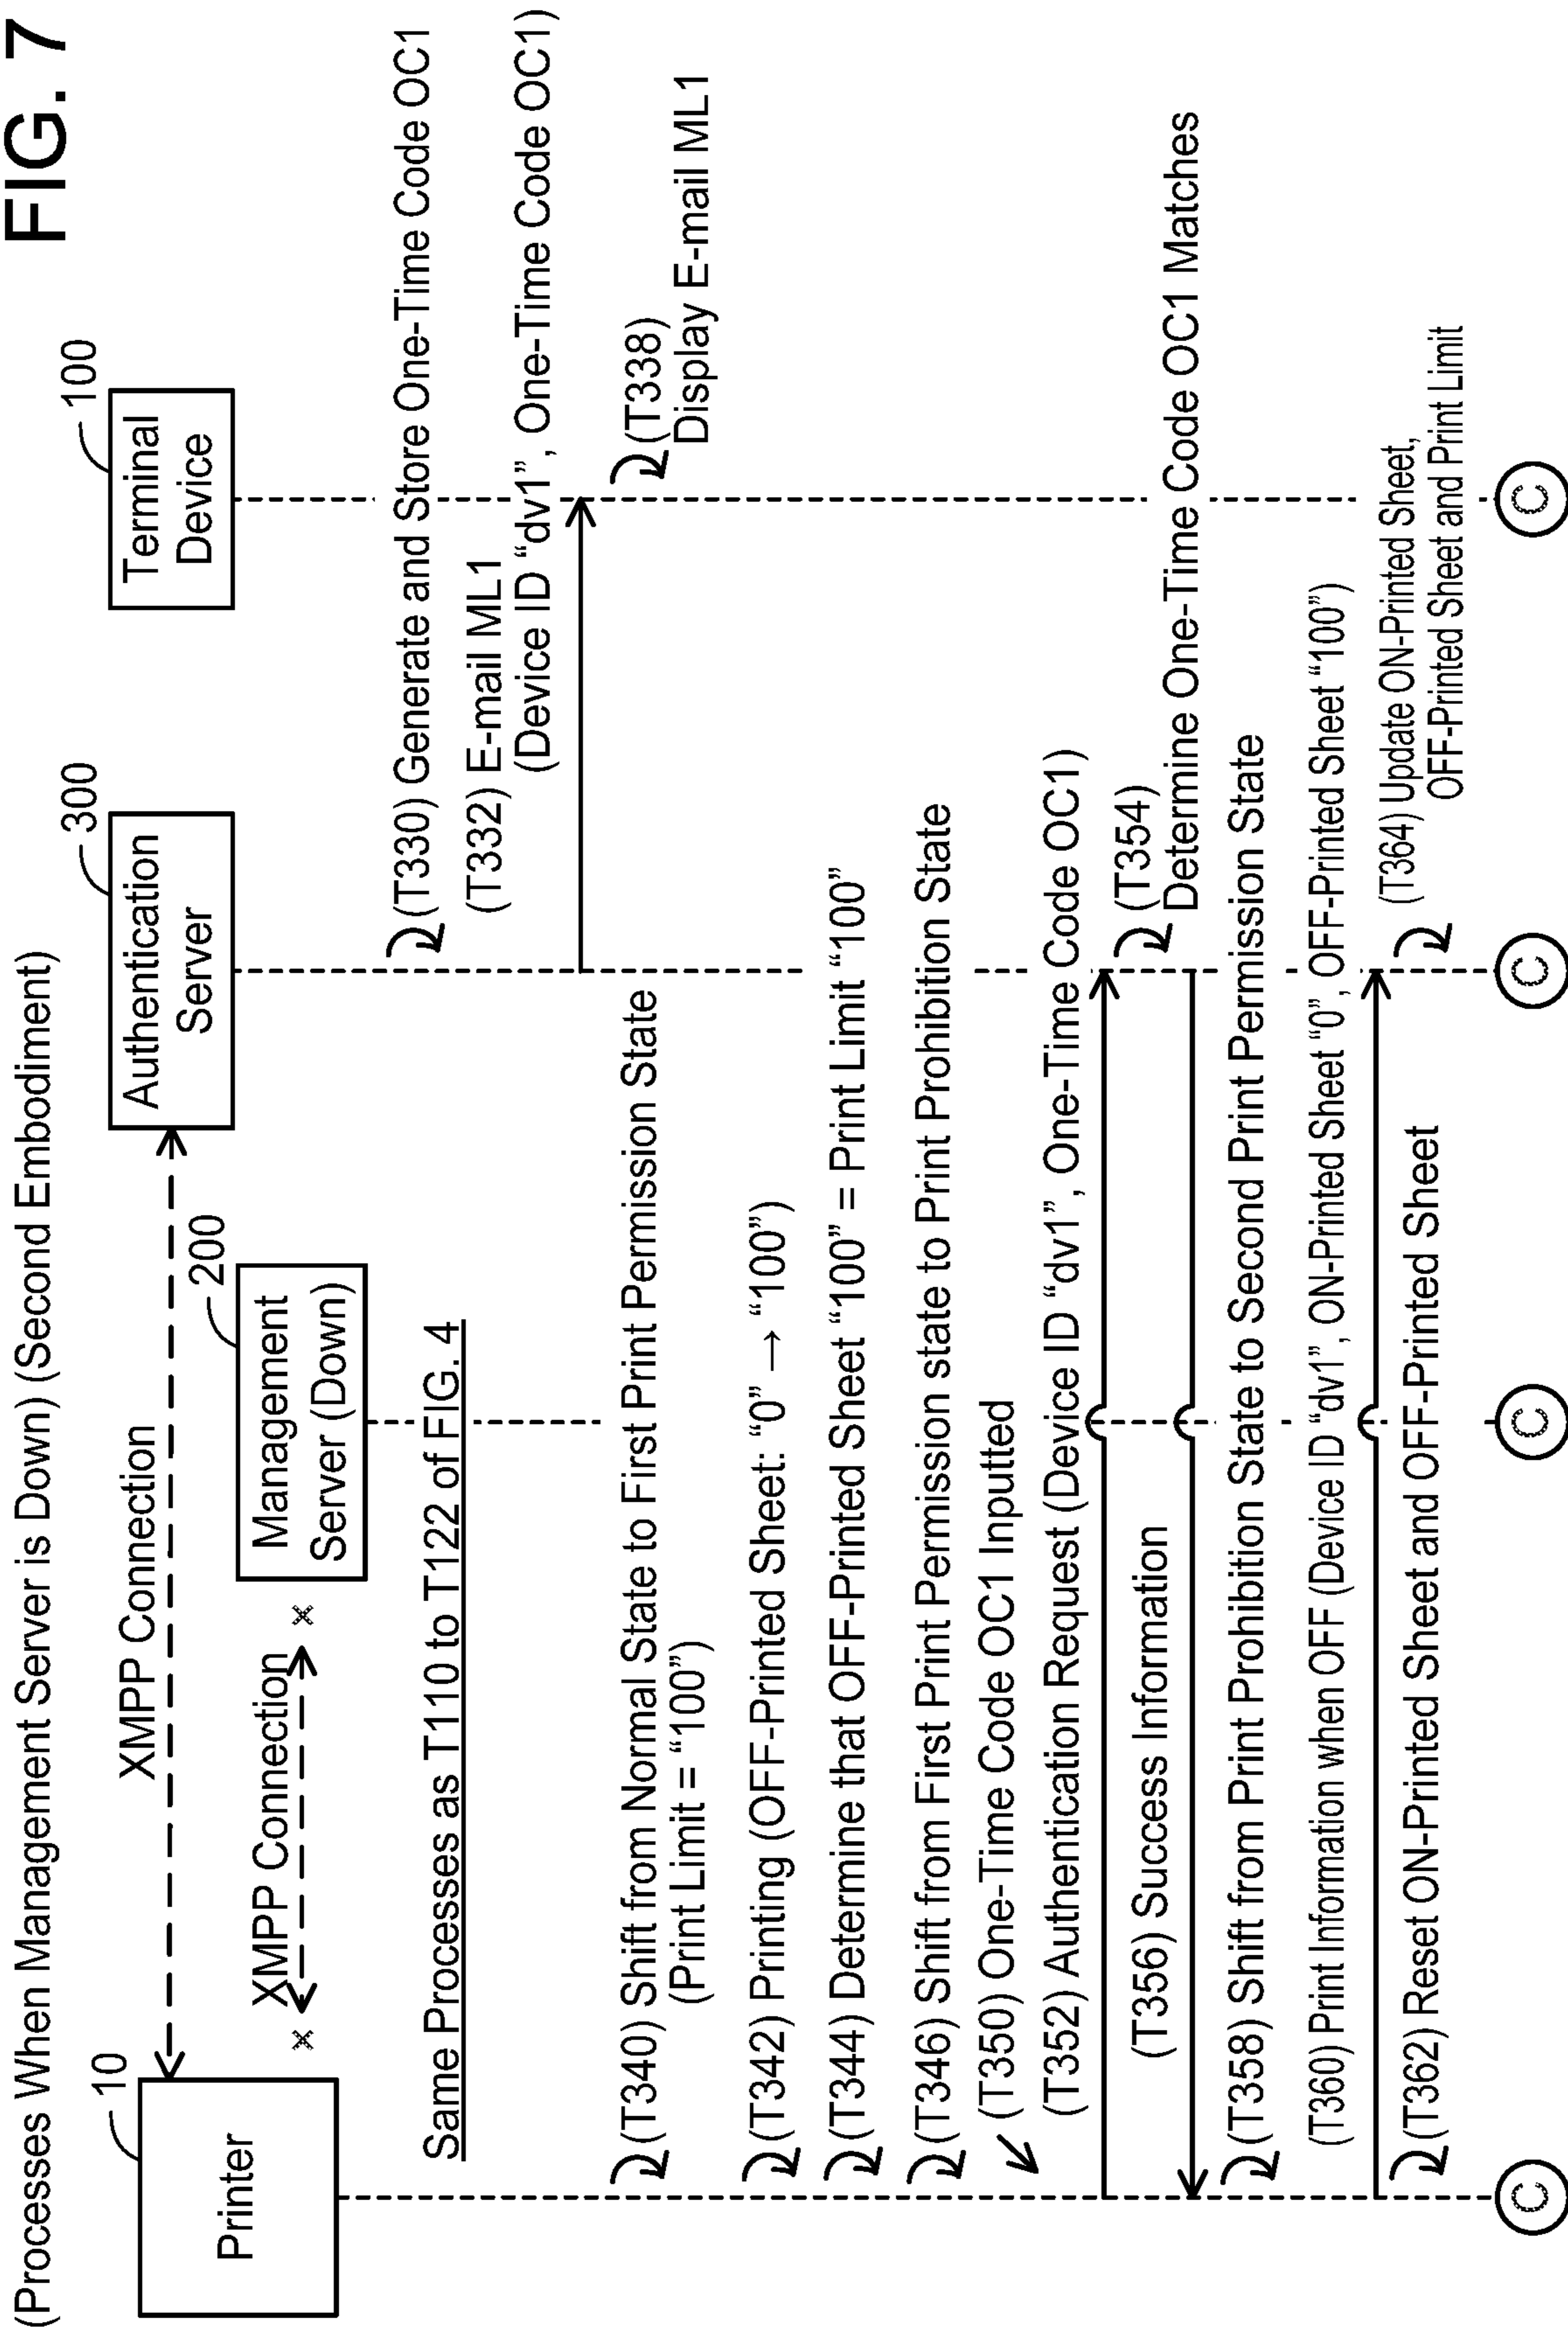 FIG. 7
(Processes When Management Server is Down) (Second Embodiment)
10
Printer
XMPP Connection
XMPP Connection
200
Management
Server (Down)
300
Authentication
Server
100
Terminal
Device
Same Processes as T110 to T122 of FIG. 4
(T330) Generate and Store One-Time Code OC1
(T332) E-mail ML1
(Device ID “dv1”, One-Time Code OC1)
(T338)
Display E-mail ML1
(T340) Shift from Normal State to First Print Permission State
(Print Limit = “100”)
(T342) Printing (OFF-Printed Sheet: “0” → “100”)
(T344) Determine that OFF-Printed Sheet “100” = Print Limit “100”
(T346) Shift from First Print Permission state to Print Prohibition State
(T350) One-Time Code OC1 Inputted
(T352) Authentication Request (Device ID “dv1”, One-Time Code OC1)
(T354)
Determine One-Time Code OC1 Matches
(T356) Success Information
(T358) Shift from Print Prohibition State to Second Print Permission State
(T360) Print Information when OFF (Device ID “dv1”, ON-Printed Sheet “0”, OFF-Printed Sheet “100”)
(T362) Reset ON-Printed Sheet and OFF-Printed Sheet
(T364) Update ON-Printed Sheet,
OFF-Printed Sheet and Print Limit
C
C
C
C